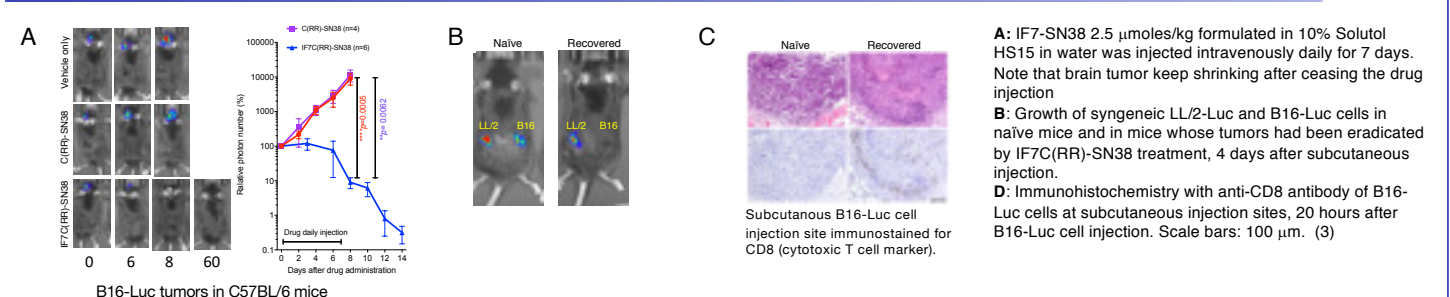 A
Vehicle only
C(RR)-SN38
IF7C(RR)-SN38
0 6 8 60
B16-Luc tumors in C57BL/6 mice
C(RR)-SN38 (n=4)
IF7C(RR)-SN38 (n=6)
Relative photon number (%)
100000
10000
1000
100
10
1
0.1
****p=0.0005
**p= 0.0062
Drug daily injection
0 2 4 6 8 10 12 14
Days after drug administration
B
Naïve Recovered
LL/2 B16 LL/2 B16
C
Naïve Recovered
Subcutanous B16-Luc cell
injection site immunostained for
CD8 (cytotoxic T cell marker).
A: IF7-SN38 2.5 μmoles/kg formulated in 10% Solutol
HS15 in water was injected intravenously daily for 7 days.
Note that brain tumor keep shrinking after ceasing the drug
injection
B: Growth of syngeneic LL/2-Luc and B16-Luc cells in
naïve mice and in mice whose tumors had been eradicated
by IF7C(RR)-SN38 treatment, 4 days after subcutaneous
injection.
D: Immunohistochemistry with anti-CD8 antibody of B16-
Luc cells at subcutaneous injection sites, 20 hours after
B16-Luc cell injection. Scale bars: 100 μm. (3)